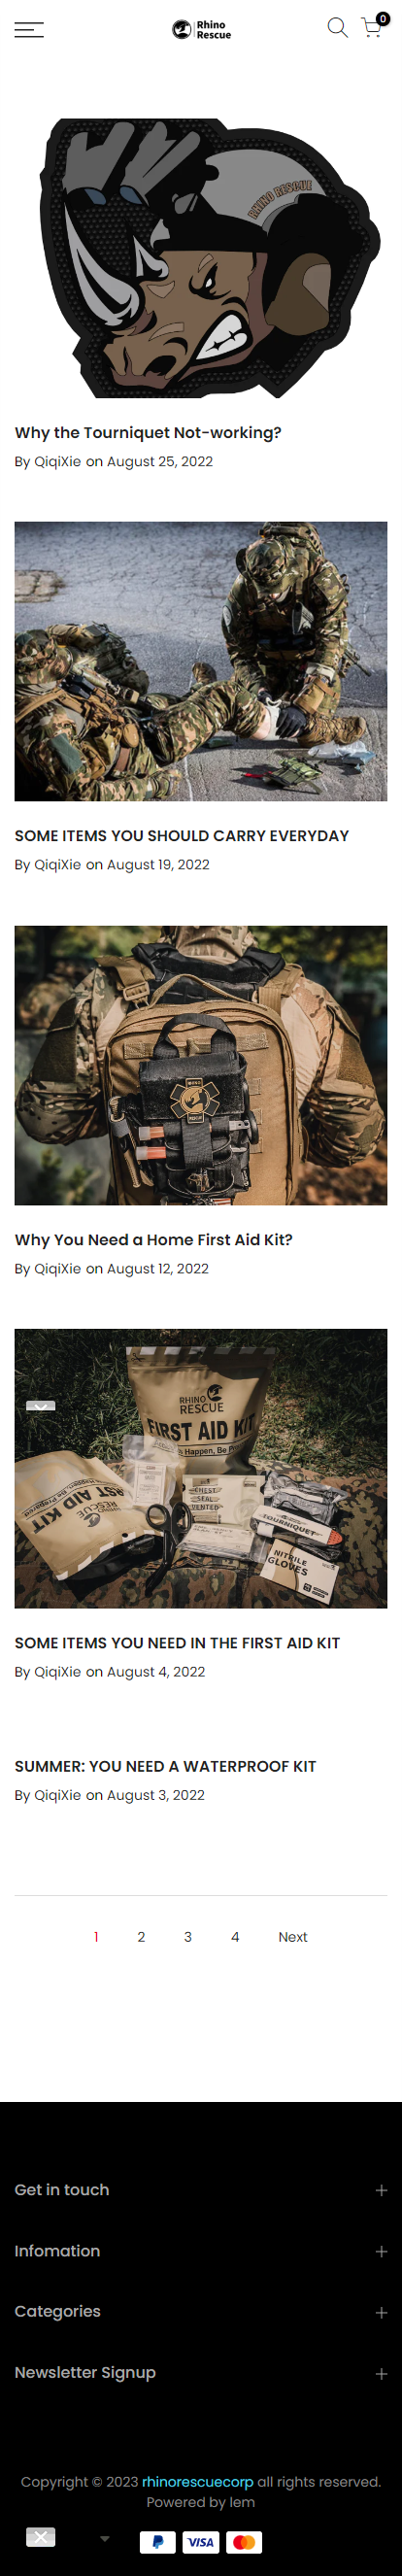 Rhino
Rescue
0
RHINO RESCUE
Why the Tourniquet Not-working?
By QiqiXie on August 25, 2022
SOME ITEMS YOU SHOULD CARRY EVERYDAY
By QiqiXie on August 19, 2022
Why You Need a Home First Aid Kit?
By QiqiXie on August 12, 2022
RHINO
RESCUE
FIRST AID KIT
Happen, Be
RHINO
RESCUE
AID KIT
CHEST
SEAL
VENTED
TOURNIQUET
NITRILE
GLOVES
SOME ITEMS YOU NEED IN THE FIRST AID KIT
By QiqiXie on August 4, 2022
SUMMER: YOU NEED A WATERPROOF KIT
By QiqiXie on August 3, 2022
1 2 3 4 Next
Get in touch
Infomation
Categories
Newsletter Signup
Copyright © 2023 rhinorescuecorp all rights reserved.
Powered by lem
VISA